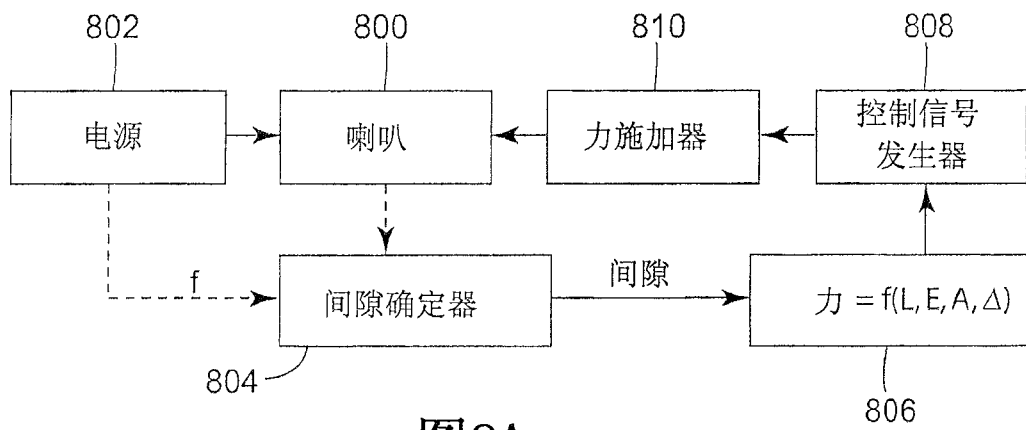 802
800
810
808
电源
喇叭
力施加器
控制信号
发生器
f
间隙确定器
间隙
力 = f(L, E, A, Δ)
804
806